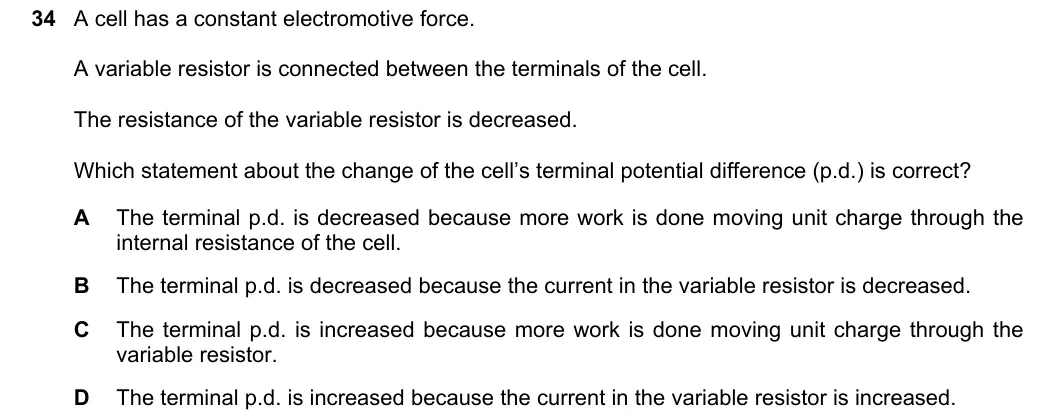 34 A cell has a constant electromotive force.
A variable resistor is connected between the terminals of the cell.
The resistance of the variable resistor is decreased.
Which statement about the change of the cell's terminal potential difference (p.d.) is correct?
A The terminal p.d. is decreased because more work is done moving unit charge through the
internal resistance of the cell.
B The terminal p.d. is decreased because the current in the variable resistor is decreased.
C The terminal p.d. is increased because more work is done moving unit charge through the
variable resistor.
D The terminal p.d. is increased because the current in the variable resistor is increased.